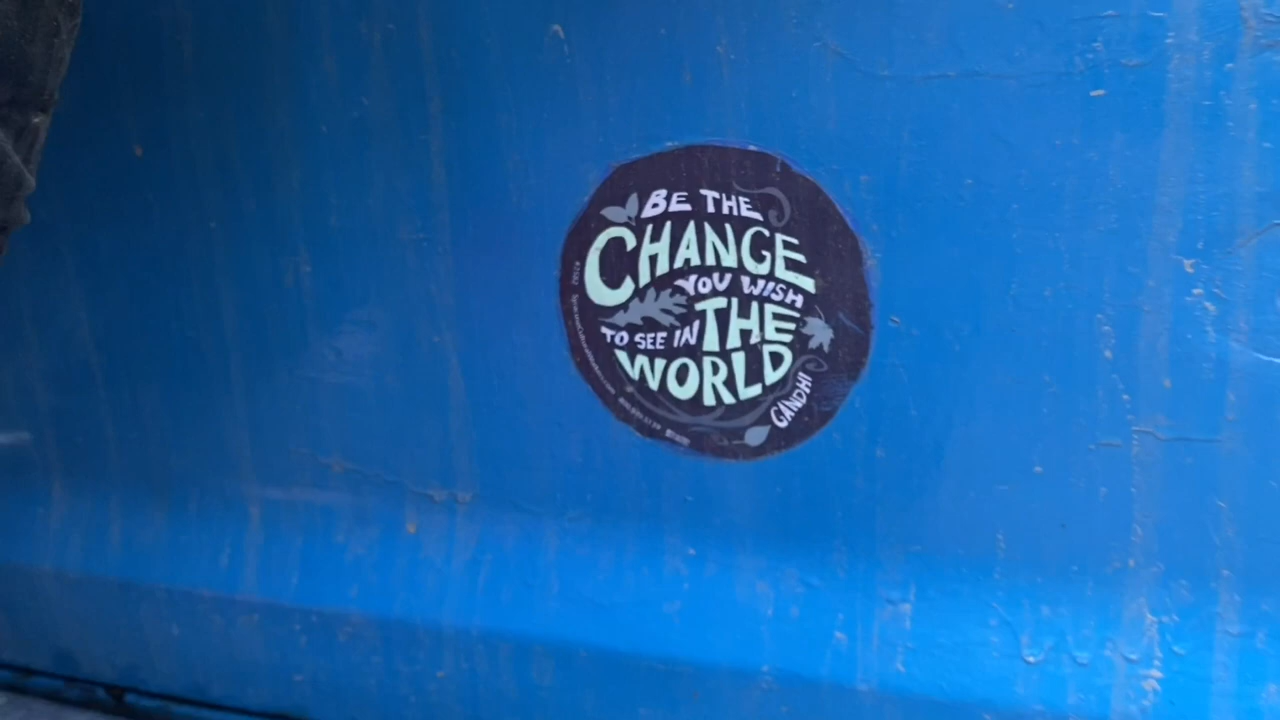 BE THE
CHANGE
YOU WISH
TO SEE IN THE
WORLD
GANDHI